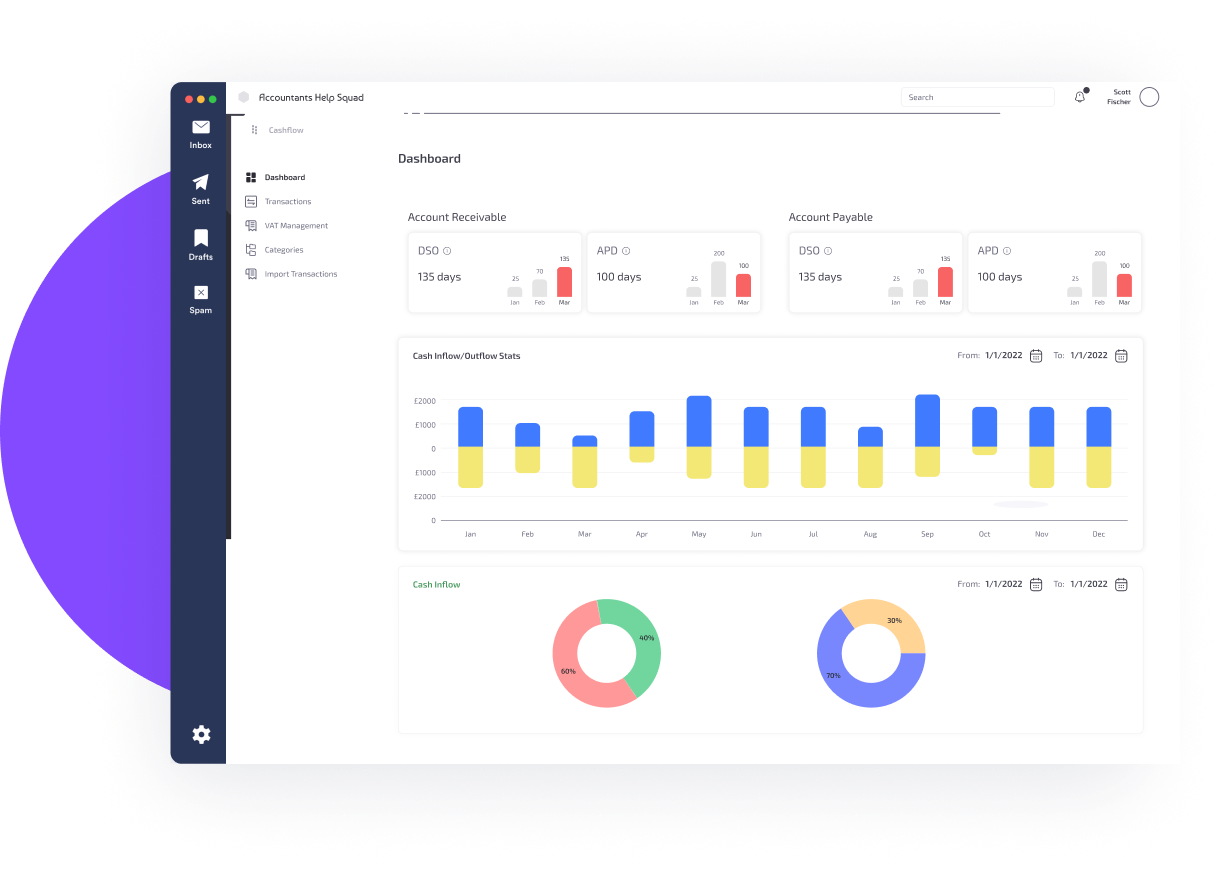 Accountants Help Squad
Search
Scott
Fischer
Inbox
Sent
Drafts
Spam
Cashflow
Dashboard
Transactions
VAT Management
Categories
Import Transactions
Dashboard
Account Receivable
DSO
135 days
25
70
135
Jan
Feb
Mar
APD
100 days
25
200
100
Jan
Feb
Mar
Account Payable
DSO
135 days
25
70
135
Jan
Feb
Mar
APD
100 days
25
200
100
Jan
Feb
Mar
Cash Inflow/Outflow Stats
From: 1/1/2022 To: 1/1/2022
£2000
£1000
0
£1000
£2000
0
Jan Feb Mar Apr May Jun Jul Aug Sep Oct Nov Dec
Cash Inflow
From: 1/1/2022 To: 1/1/2022
40%
60%
30%
70%